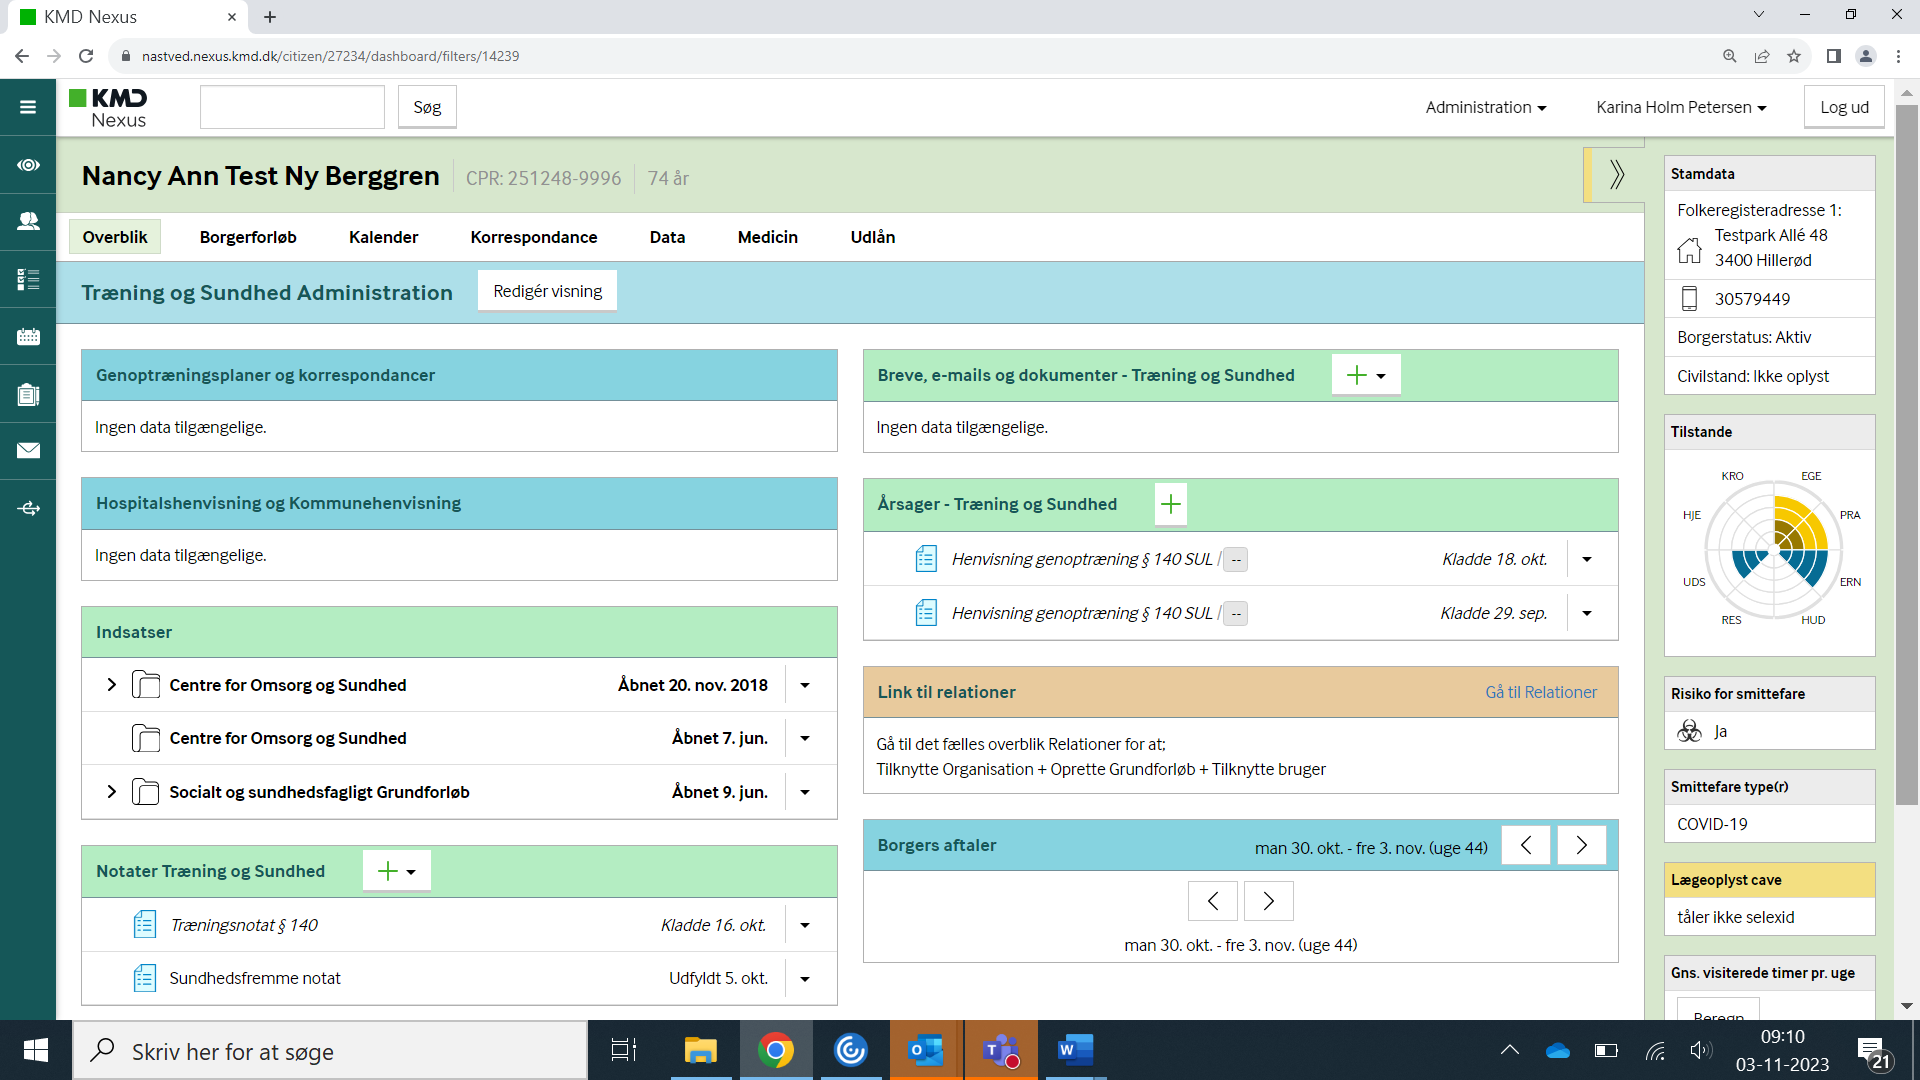 KMD Nexus
nastved.nexus.kmd.dk/citizen/27234/dashboard/filters/14239
KMD
Nexus
Søg
Administration
Karina Holm Petersen
Log ud
Nancy Ann Test Ny Berggren
CPR: 251248-9996
74 år
Overblik
Borgerforløb
Kalender
Korrespondance
Data
Medicin
Udlån
Træning og Sundhed Administration
Redigér visning
Genoptræningsplaner og korrespondancer
Ingen data tilgængelige.
Hospitalshenvisning og Kommunehenvisning
Ingen data tilgængelige.
Indsatser
Centre for Omsorg og Sundhed Åbnet 20. nov. 2018
Centre for Omsorg og Sundhed Åbnet 7. jun.
Socialt og sundhedsfagligt Grundforløb Åbnet 9. jun.
Notater Træning og Sundhed
Træningsnotat § 140 Kladde 16. okt.
Sundhedsfremme notat Udfyldt 5. okt.
Breve, e-mails og dokumenter - Træning og Sundhed
Ingen data tilgængelige.
Årsager - Træning og Sundhed
Henvisning genoptræning § 140 SUL / -- Kladde 18. okt.
Henvisning genoptræning § 140 SUL / -- Kladde 29. sep.
Link til relationer Gå til Relationer
Gå til det fælles overblik Relationer for at;
Tilknytte Organisation + Oprette Grundforløb + Tilknytte bruger
Borgers aftaler man 30. okt. - fre 3. nov. (uge 44)
man 30. okt. - fre 3. nov. (uge 44)
Stamdata
Folkeregisteradresse 1:
Testpark Allé 48
3400 Hillerød
30579449
Borgerstatus: Aktiv
Civilstand: Ikke oplyst
Tilstande
KRO EGE
HJE PRA
UDS ERN
RES HUD
Risiko for smittefare
Ja
Smittefare type(r)
COVID-19
Lægeoplyst cave
tåler ikke selexid
Gns. visiterede timer pr. uge
Beregn
Skriv her for at søge
09:10
03-11-2023
21